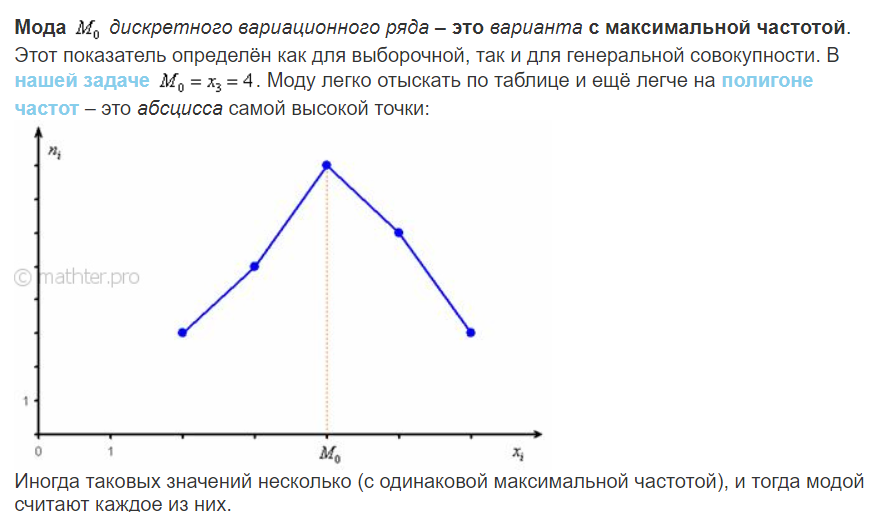 Мода M₀ дискретного вариационного ряда – это варианта с максимальной частотой.
Этот показатель определён как для выборочной, так и для генеральной совокупности. В
нашей задаче M₀ = x₃ = 4. Моду легко отыскать по таблице и ещё легче на полигоне
частот – это абсцисса самой высокой точки:
nᵢ
© mathter.pro
1
0 1 M₀ xᵢ
Иногда таковых значений несколько (с одинаковой максимальной частотой), и тогда модой
считают каждое из них.